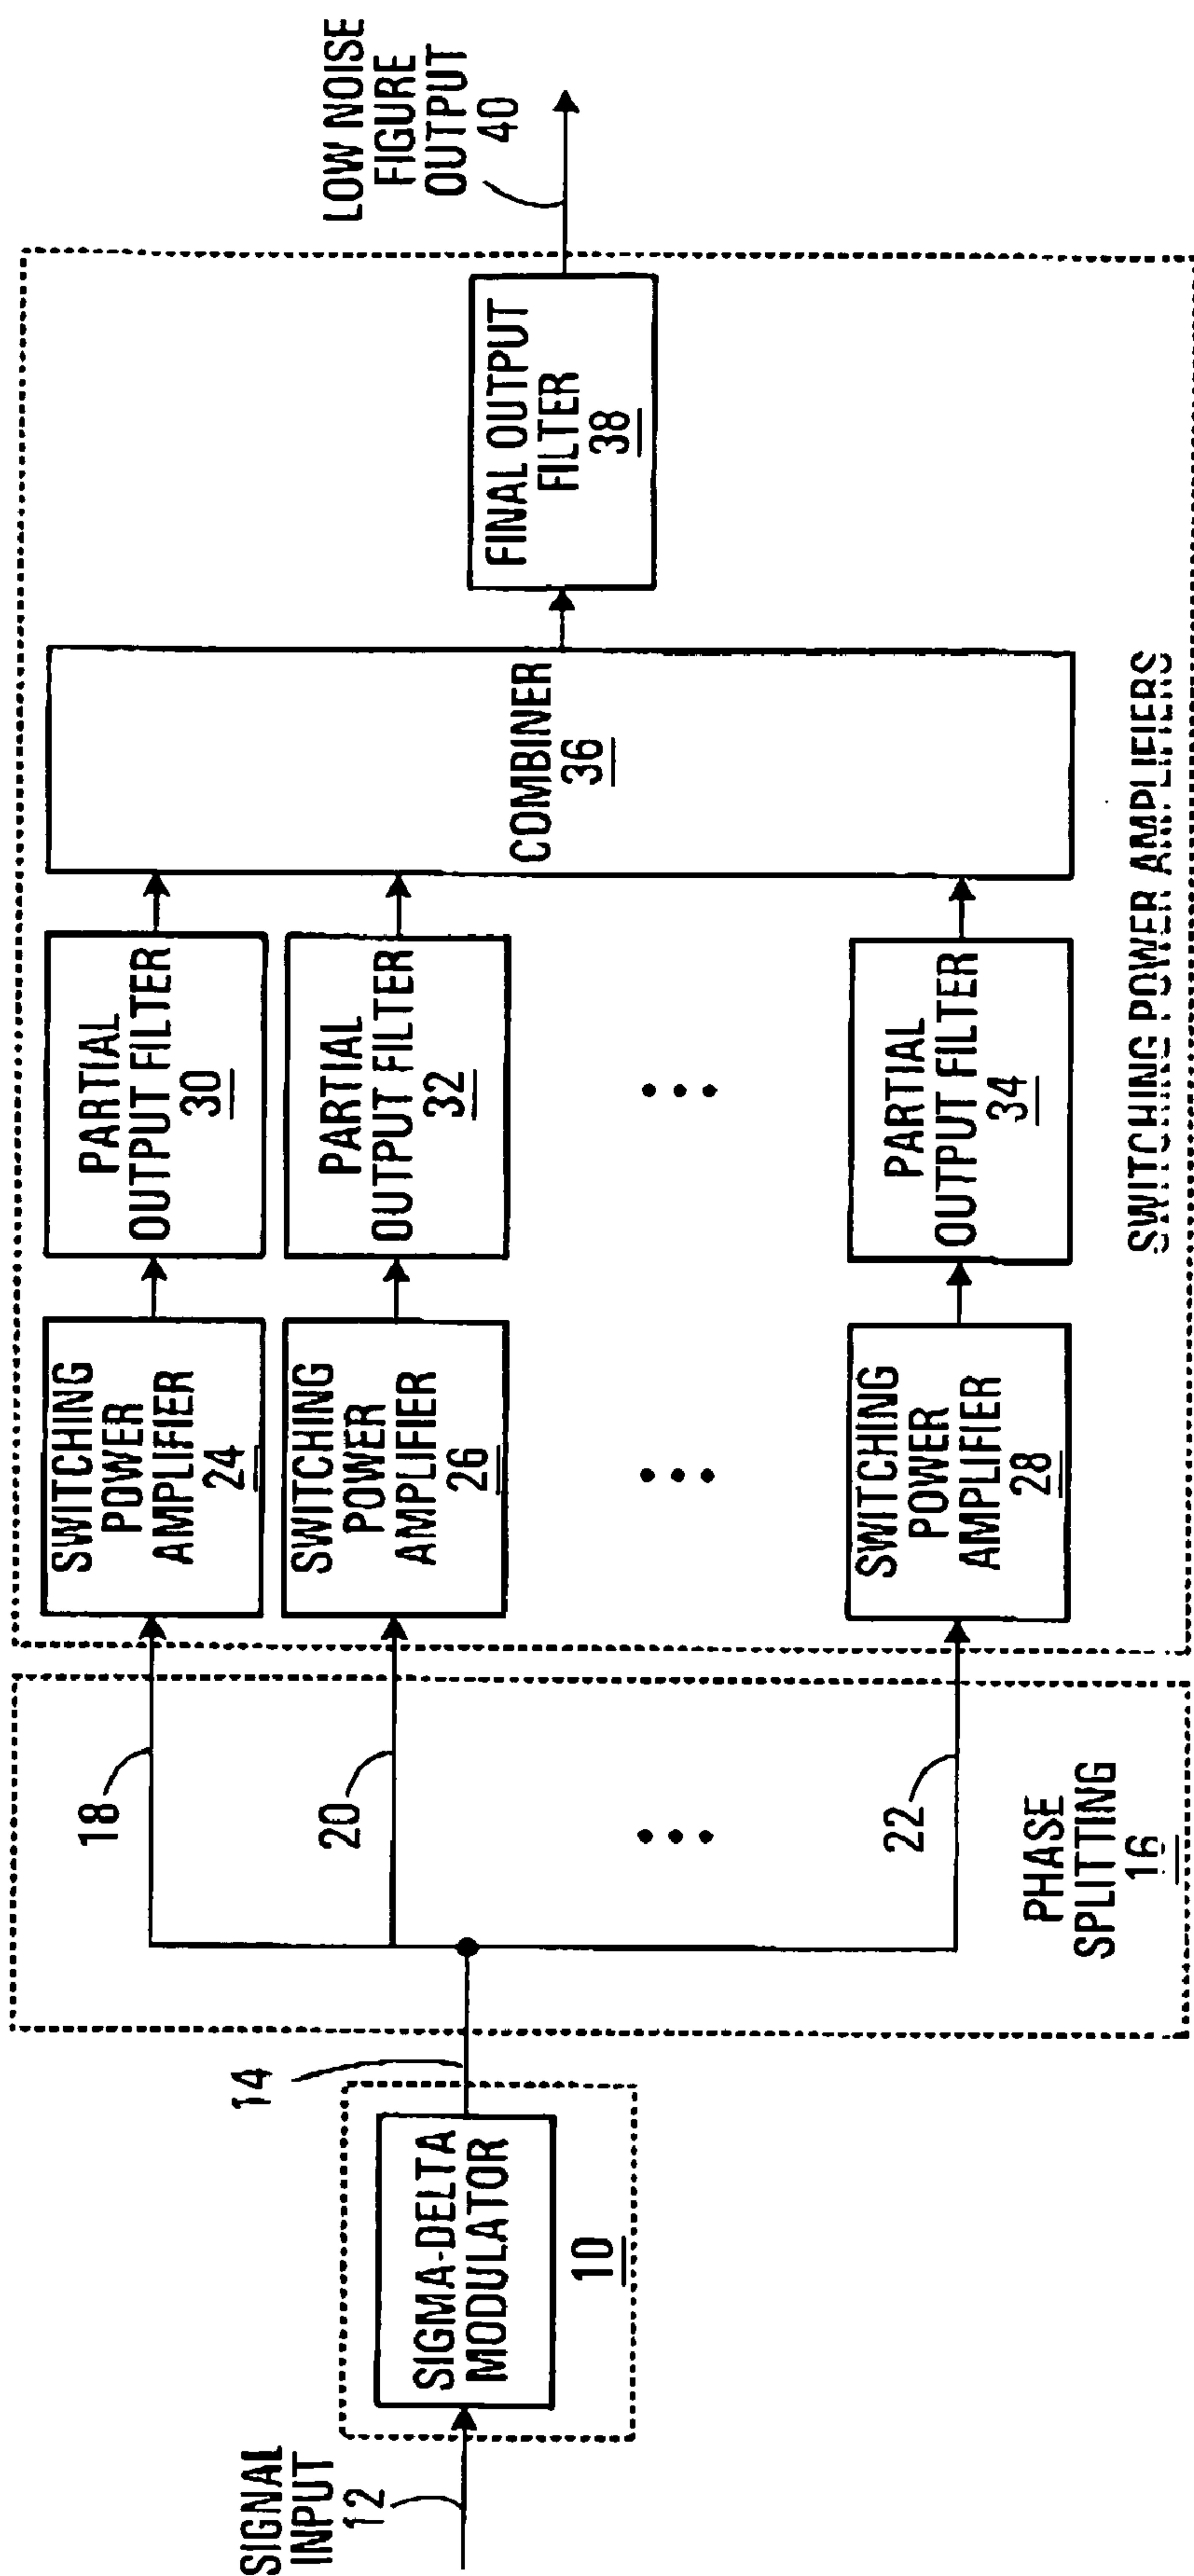 SIGNAL
INPUT
12
SIGMA-DELTA
MODULATOR
10
14
PHASE
SPLITTING
16
18
20
22
SWITCHING
POWER
AMPLIFIER
24
SWITCHING
POWER
AMPLIFIER
26
SWITCHING
POWER
AMPLIFIER
28
PARTIAL
OUTPUT FILTER
30
PARTIAL
OUTPUT FILTER
32
PARTIAL
OUTPUT FILTER
34
COMBINER
36
FINAL OUTPUT
FILTER
38
SWITCHING POWER AMPLIFIERS
LOW NOISE
FIGURE
OUTPUT
40